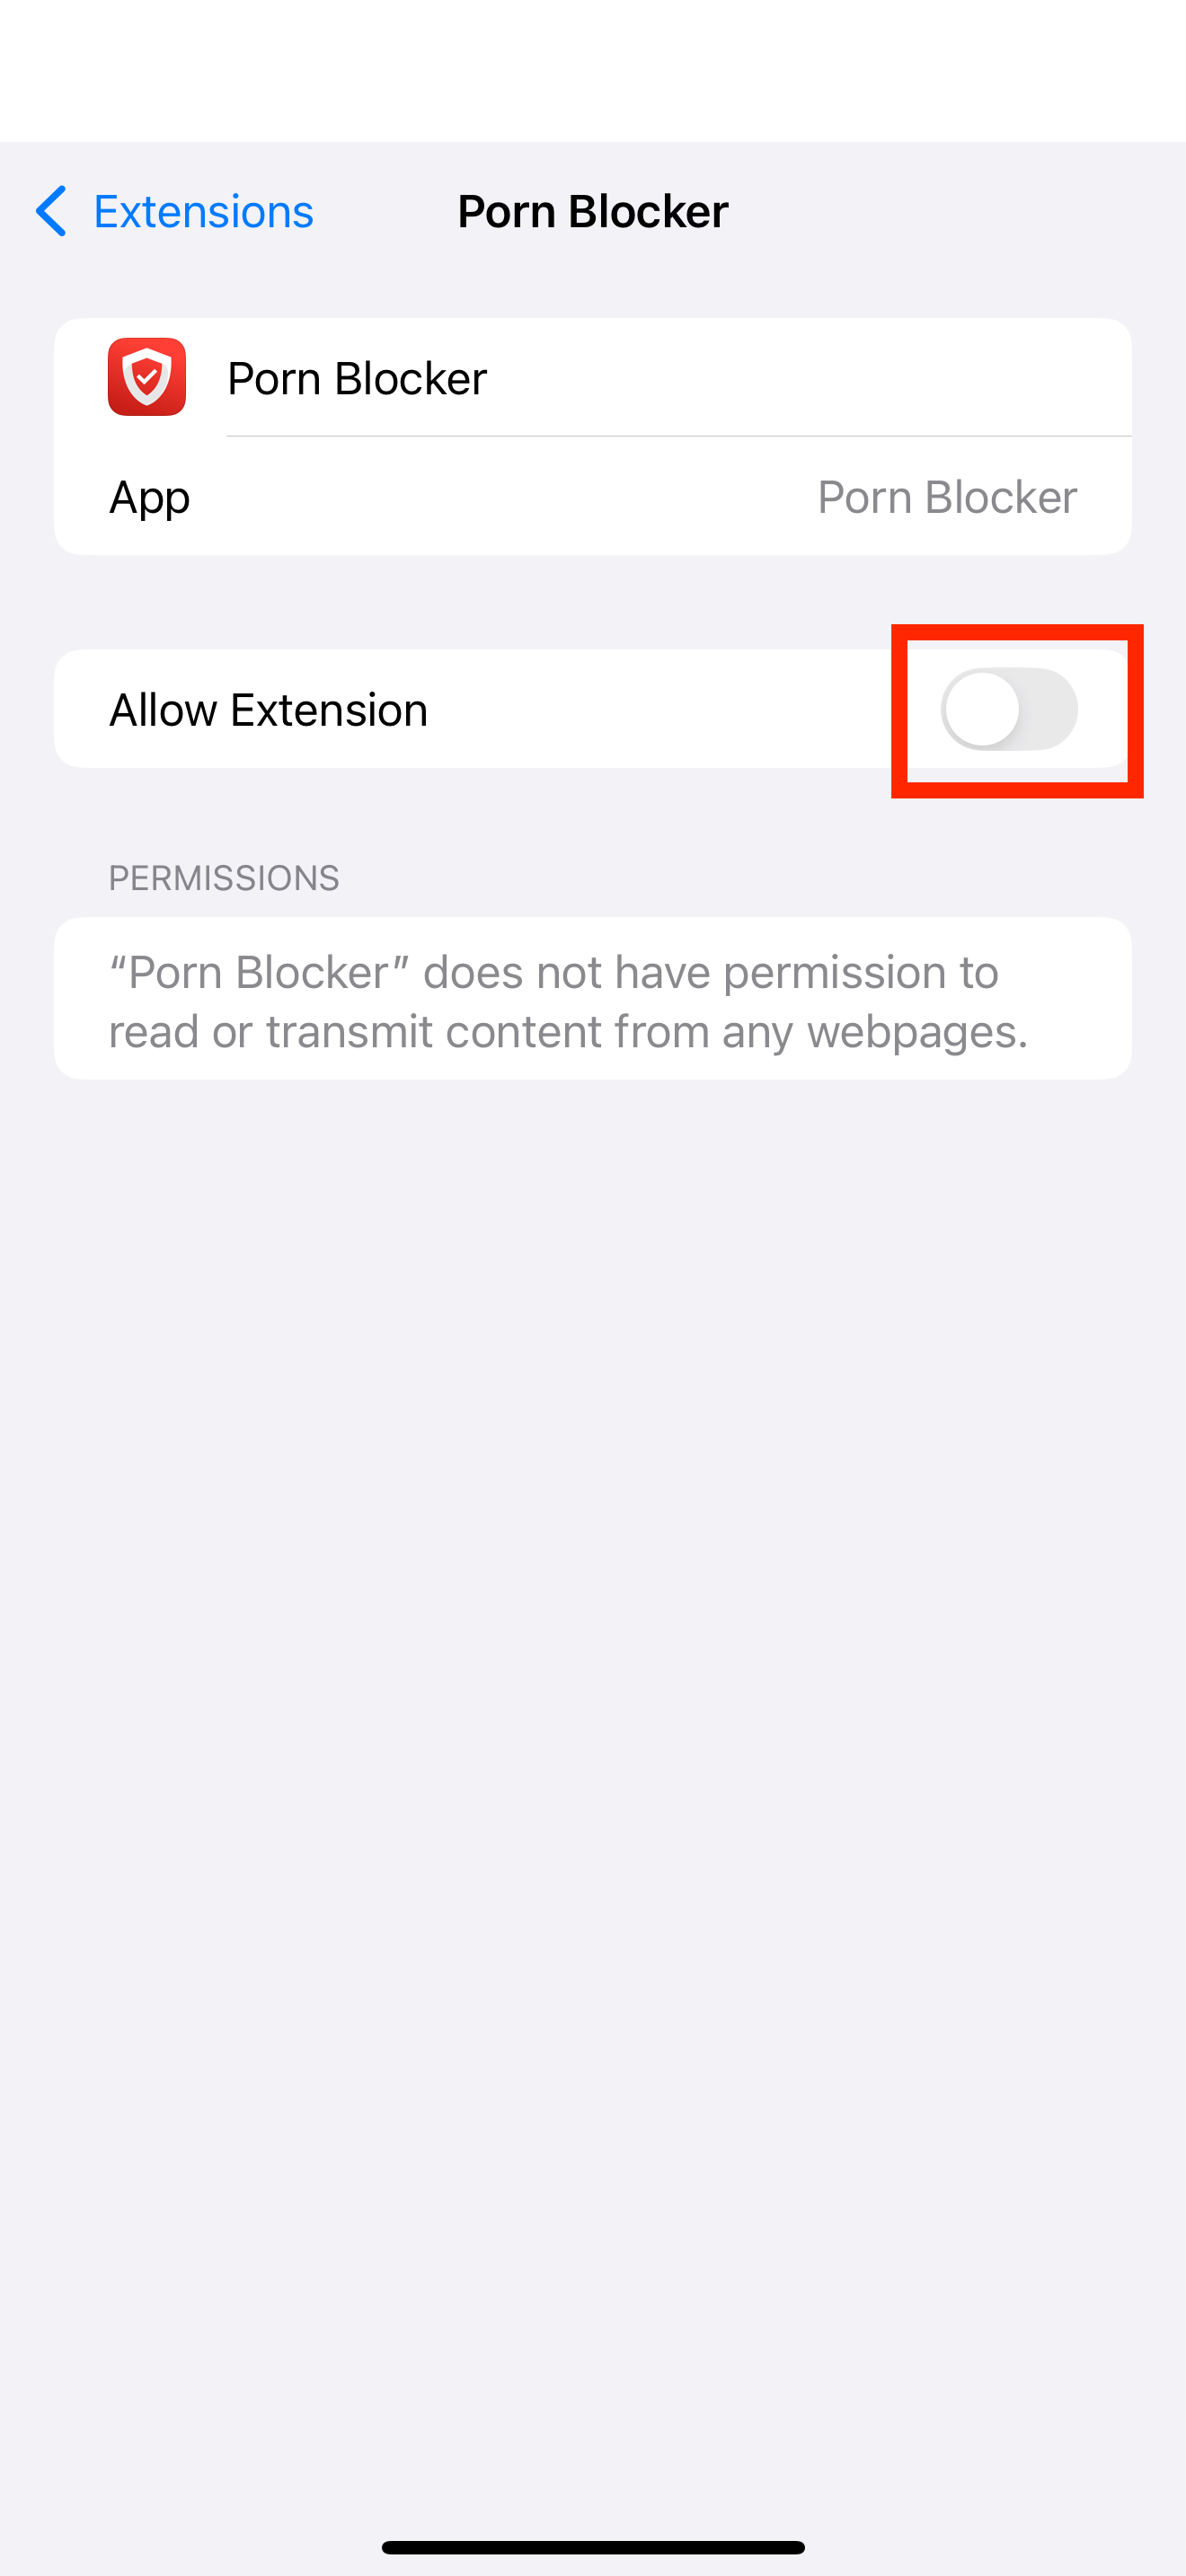 Extensions
Porn Blocker
Porn Blocker
App
Porn Blocker
Allow Extension
PERMISSIONS
“Porn Blocker” does not have permission to
read or transmit content from any webpages.